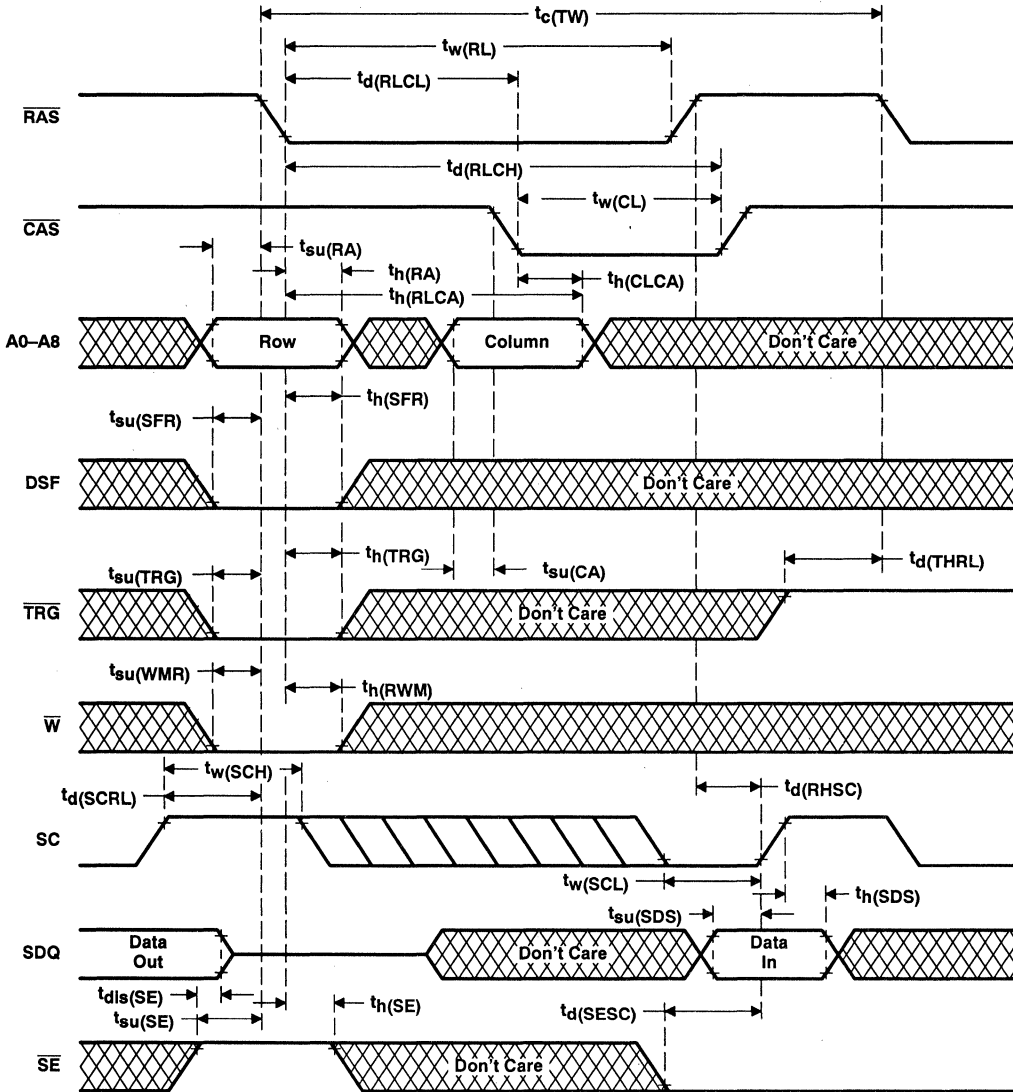 tc(TW)
tw(RL)
td(RLCL)
RAS
td(RLCH)
tw(CL)
CAS
tsu(RA)
th(RA)
th(CLCA)
th(RLCA)
A0–A8
Row
Column
Don't Care
th(SFR)
tsu(SFR)
DSF
Don't Care
th(TRG)
td(THRL)
tsu(TRG)
tsu(CA)
TRG
Don't Care
tsu(WMR)
th(RWM)
W
tw(SCH)
td(SCRL)
td(RHSC)
SC
tw(SCL)
th(SDS)
tsu(SDS)
SDQ
Data
Out
Don't Care
Data
In
tdis(SE)
th(SE)
td(SESC)
tsu(SE)
SE
Don't Care